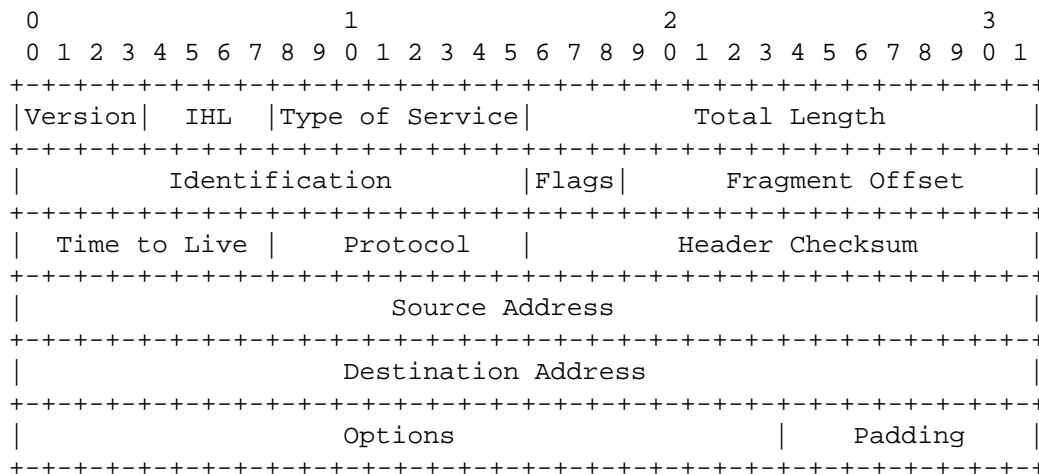 0                   1                   2                   3
0 1 2 3 4 5 6 7 8 9 0 1 2 3 4 5 6 7 8 9 0 1 2 3 4 5 6 7 8 9 0 1
+-+-+-+-+-+-+-+-+-+-+-+-+-+-+-+-+-+-+-+-+-+-+-+-+-+-+-+-+-+-+-+-+
|Version|  IHL  |Type of Service|          Total Length         |
+-+-+-+-+-+-+-+-+-+-+-+-+-+-+-+-+-+-+-+-+-+-+-+-+-+-+-+-+-+-+-+-+
|         Identification        |Flags|      Fragment Offset    |
+-+-+-+-+-+-+-+-+-+-+-+-+-+-+-+-+-+-+-+-+-+-+-+-+-+-+-+-+-+-+-+-+
|  Time to Live |    Protocol   |         Header Checksum       |
+-+-+-+-+-+-+-+-+-+-+-+-+-+-+-+-+-+-+-+-+-+-+-+-+-+-+-+-+-+-+-+-+
|                       Source Address                          |
+-+-+-+-+-+-+-+-+-+-+-+-+-+-+-+-+-+-+-+-+-+-+-+-+-+-+-+-+-+-+-+-+
|                    Destination Address                        |
+-+-+-+-+-+-+-+-+-+-+-+-+-+-+-+-+-+-+-+-+-+-+-+-+-+-+-+-+-+-+-+-+
|                    Options                    |    Padding    |
+-+-+-+-+-+-+-+-+-+-+-+-+-+-+-+-+-+-+-+-+-+-+-+-+-+-+-+-+-+-+-+-+